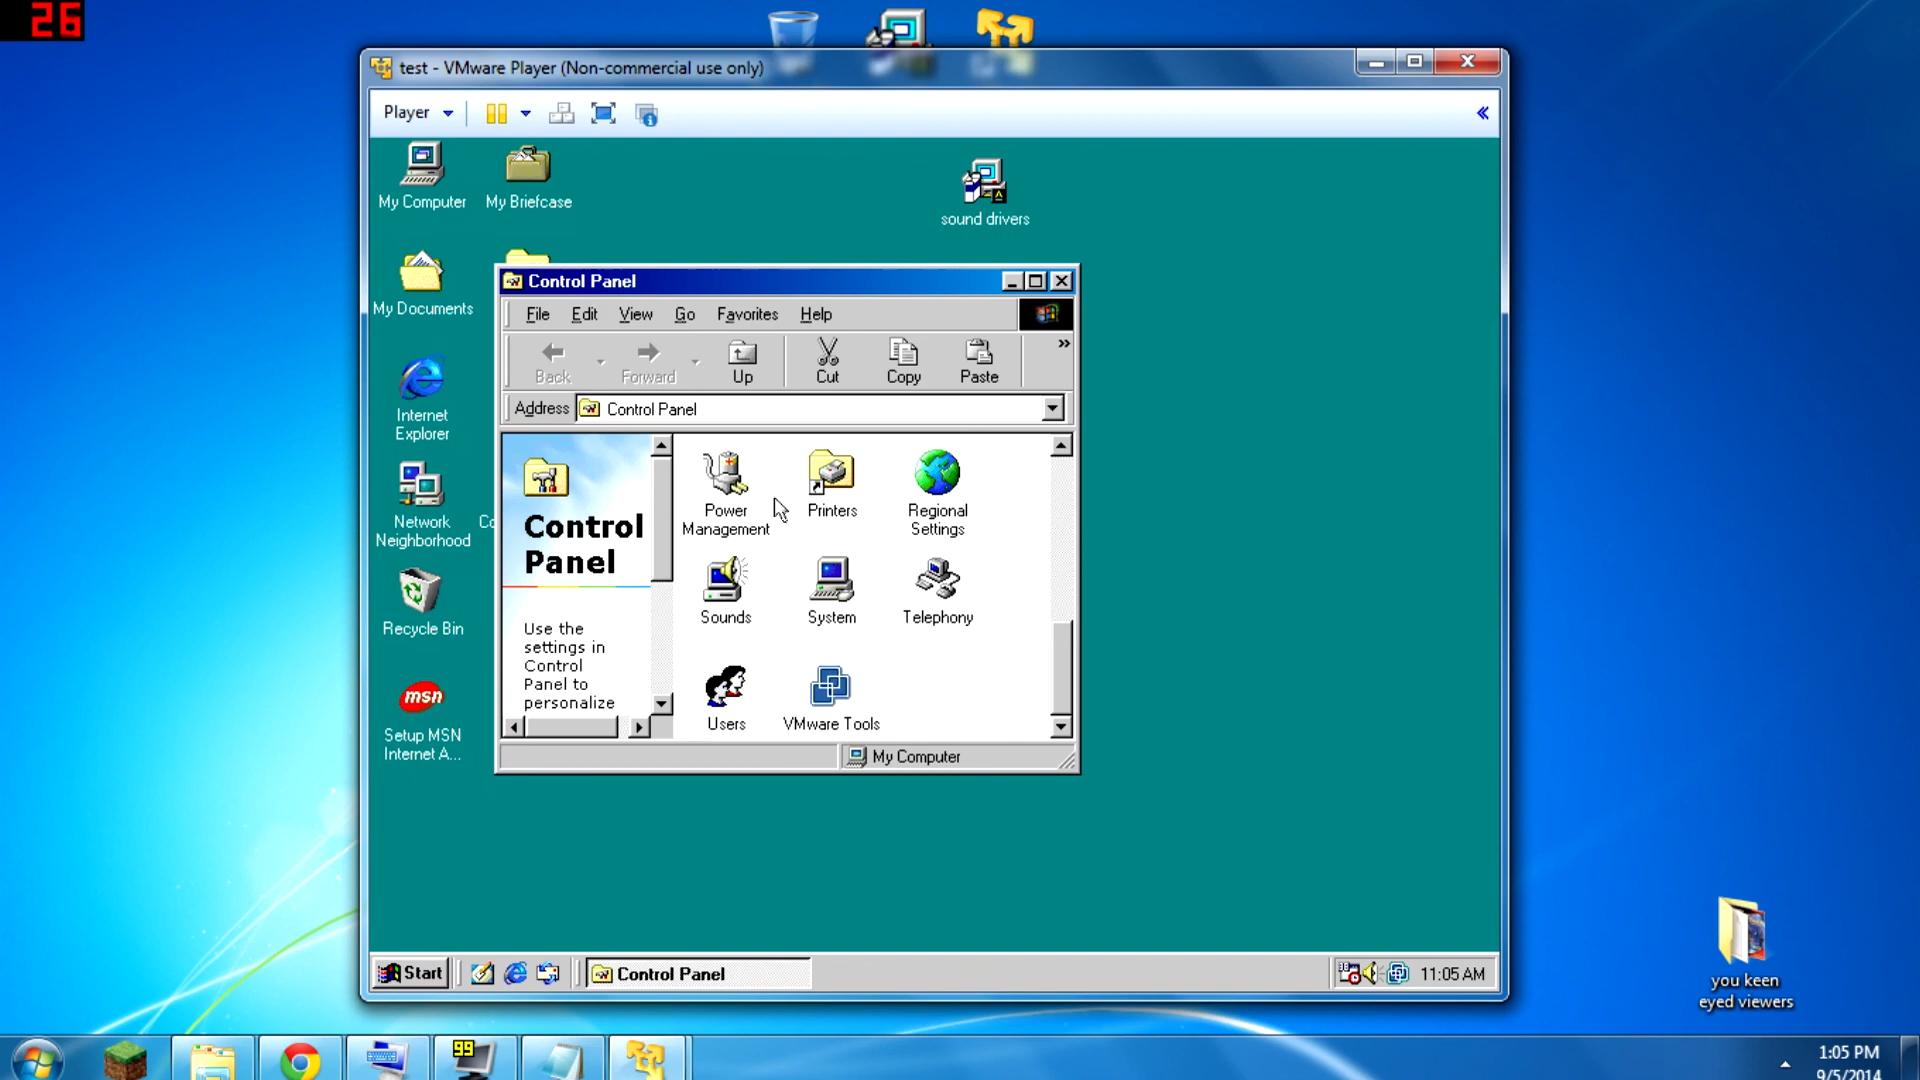 26
test - VMware Player (Non-commercial use only)
Player
My Computer
My Briefcase
sound drivers
My Documents
Control Panel
File Edit View Go Favorites Help
Back Forward Up Cut Copy Paste
Address Control Panel
Internet
Explorer
Network
Neighborhood
Recycle Bin
msn
Setup MSN
Internet A...
Control
Panel
Use the
settings in
Control
Panel to
personalize
Power
Management
Printers
Regional
Settings
Sounds
System
Telephony
Users
VMware Tools
My Computer
Start
Control Panel
11:05 AM
you keen
eyed viewers
99
1:05 PM
9/5/2014